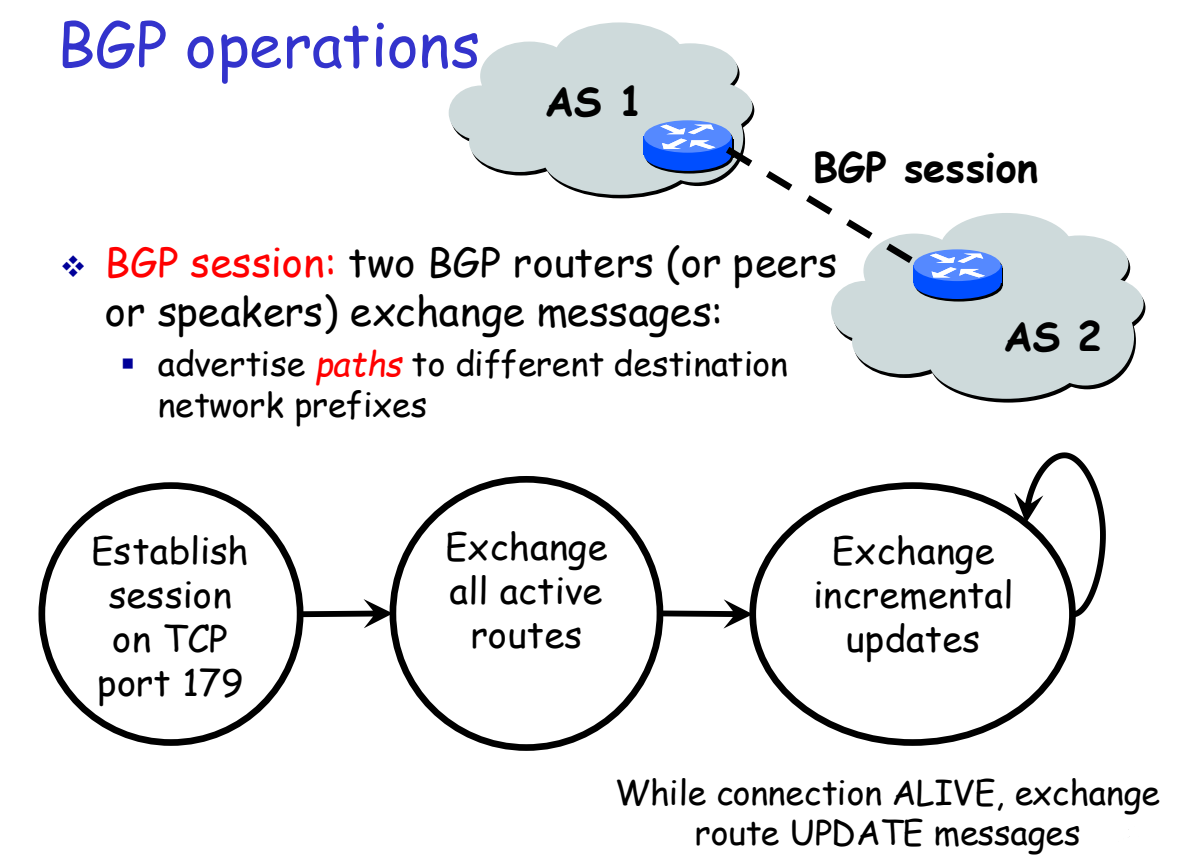 BGP operations
AS 1
BGP session
AS 2
❖ BGP session: two BGP routers (or peers
or speakers) exchange messages:
▪ advertise paths to different destination
network prefixes
Establish
session
on TCP
port 179
Exchange
all active
routes
Exchange
incremental
updates
While connection ALIVE, exchange
route UPDATE messages